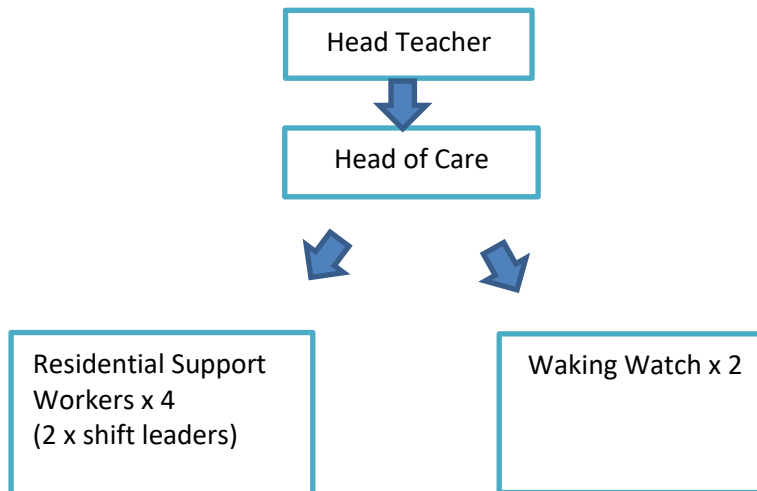 Head Teacher
Head of Care
Residential Support
Workers x 4
(2 x shift leaders)
Waking Watch x 2